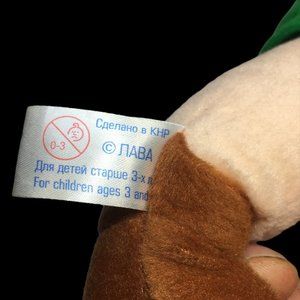 Сделано в КНР
0-3
© ЛАВА
Для детей старше 3-х
For children ages 3 and